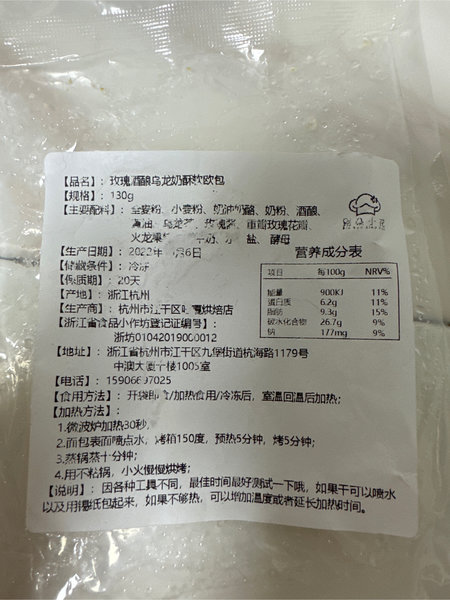 【品名】：玫瑰酒酿乌龙奶酥软欧包
【规格】：130g
【主要配料】：全麦粉、小麦粉、奶油奶酪、奶粉、酒酿、
黄油、乌龙茶、玫瑰酱、重瓣玫瑰花瓣、
火龙果 牛奶、水 盐、酵母
【生产日期】：2022年 月6日
【储藏条件】：冷冻
【保质期】：20天
【产地】：浙江杭州
【生产商】：杭州市江干区 烘焙店
【浙江省食品小作坊登记证编号】：
浙坊01042019000012
【地址】：浙江省杭州市江干区九堡街道杭海路1179号
中澳大厦 楼1005室
【电话】：15906697025
【食用方法】：开袋即食/加热食用/冷冻后，室温回温后加热；
【加热方法】：
1.微波炉加热30秒，
2.面包表面喷点水，烤箱150度，预热5分钟，烤5分钟；
3.蒸锅蒸十分钟；
4.用不粘锅，小火慢慢烘烤；
【说明】：因各种工具不同，最佳时间最好测试一下哦，如果干可以喷水
以及用锡纸包起来，如果不够热，可以增加温度或者延长加热时间。
营养成分表
项目 每100g NRV%
能量 900KJ 11%
蛋白质 6.2g 11%
脂肪 9.3g 15%
碳水化合物 26.7g 9%
钠 177mg 9%